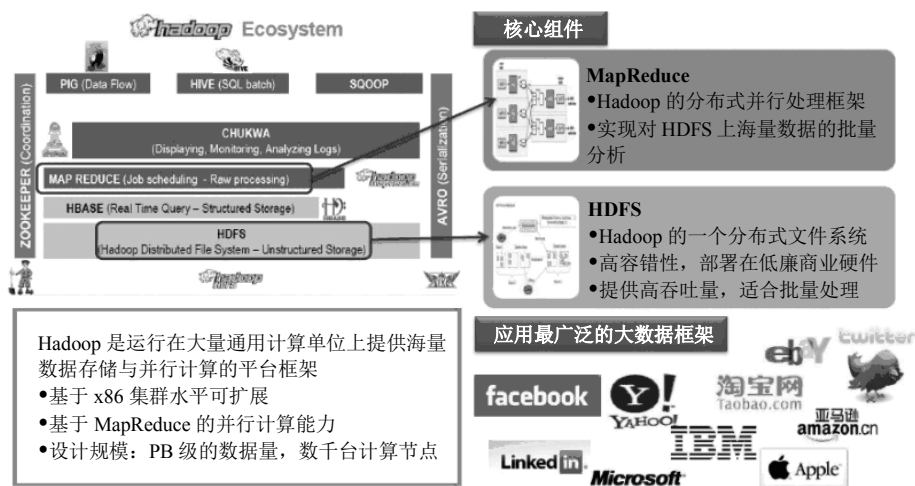 hadoop Ecosystem
PIG (Data Flow)
HIVE (SQL batch)
SQOOP
ZOOKEEPER (Coordination)
AVRO (Serialization)
CHUKWA
(Displaying, Monitoring, Analyzing Logs)
MAP REDUCE (Job scheduling - Raw processing)
HBASE (Real Time Query – Structured Storage)
HDFS
(Hadoop Distributed File System – Unstructured Storage)
核心组件
MapReduce
•Hadoop 的分布式并行处理框架
•实现对 HDFS 上海量数据的批量
分析
HDFS
•Hadoop 的一个分布式文件系统
•高容错性，部署在低廉商业硬件
•提供高吞吐量，适合批量处理
Hadoop 是运行在大量通用计算单位上提供海量
数据存储与并行计算的平台框架
•基于 x86 集群水平可扩展
•基于 MapReduce 的并行计算能力
•设计规模：PB 级的数据量，数千台计算节点
应用最广泛的大数据框架
twitter
ebY
facebook
Y!
YAHOO!
淘宝网
Taobao.com
亚马逊
amazon.cn
IBM
Linked in
Microsoft
Apple